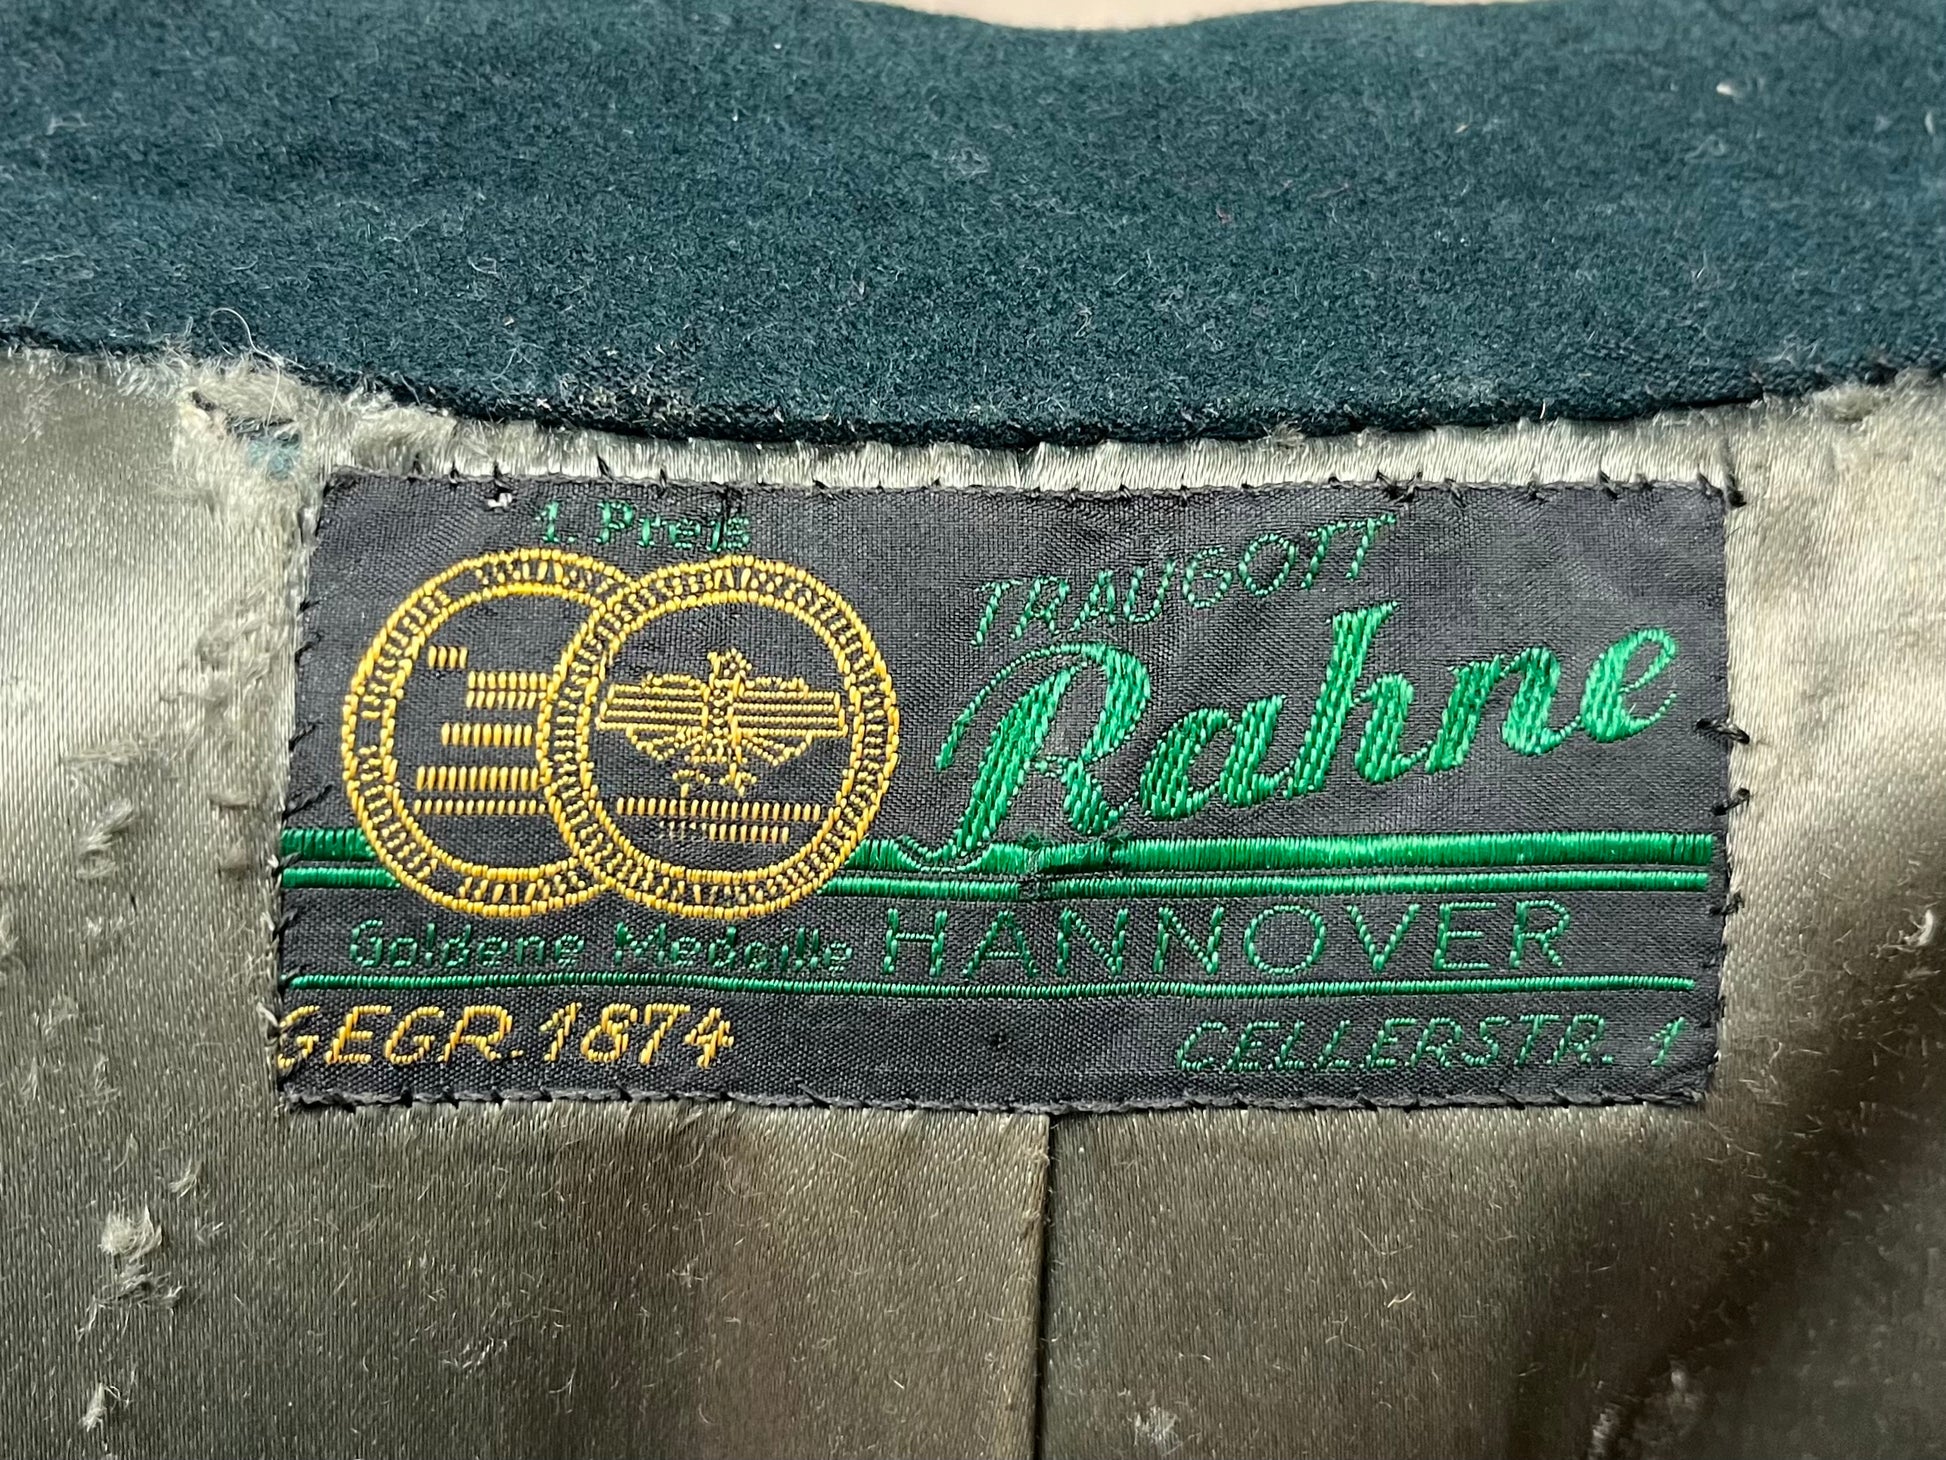 1. Preis
TRAUGOTT
Rahne
Goldene Medaille HANNOVER
GEGR. 1874
CELLERSTR. 1